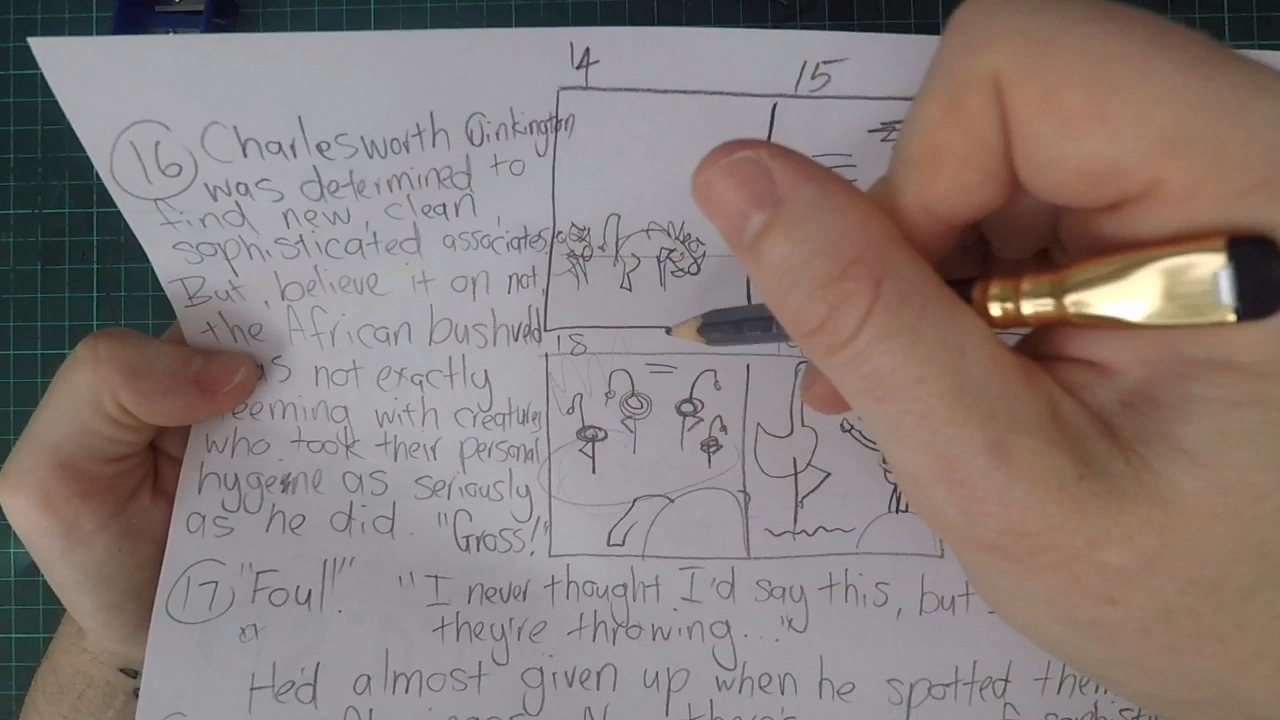 14
15
16 Charlesworth Oinkington
was determined to
find new, clean,
sophisticated associates.
But, believe it on not,
the African bushveld
not exactly
teeming with creatures
who took their personal
hygeine as seriously
as he did. "Gross!"
18
17 "Foul!" "I never thought I'd say this, but
they're throwing..."
He'd almost given up when he spotted